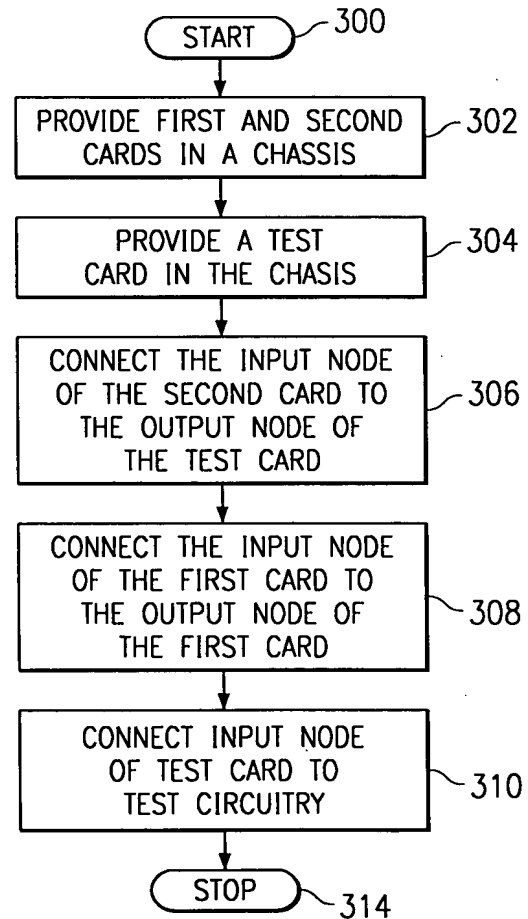 START
300
PROVIDE FIRST AND SECOND
CARDS IN A CHASSIS
302
PROVIDE A TEST
CARD IN THE CHASIS
304
CONNECT THE INPUT NODE
OF THE SECOND CARD TO
THE OUTPUT NODE OF
THE TEST CARD
306
CONNECT THE INPUT NODE
OF THE FIRST CARD TO
THE OUTPUT NODE OF
THE FIRST CARD
308
CONNECT INPUT NODE
OF TEST CARD TO
TEST CIRCUITRY
310
STOP
314